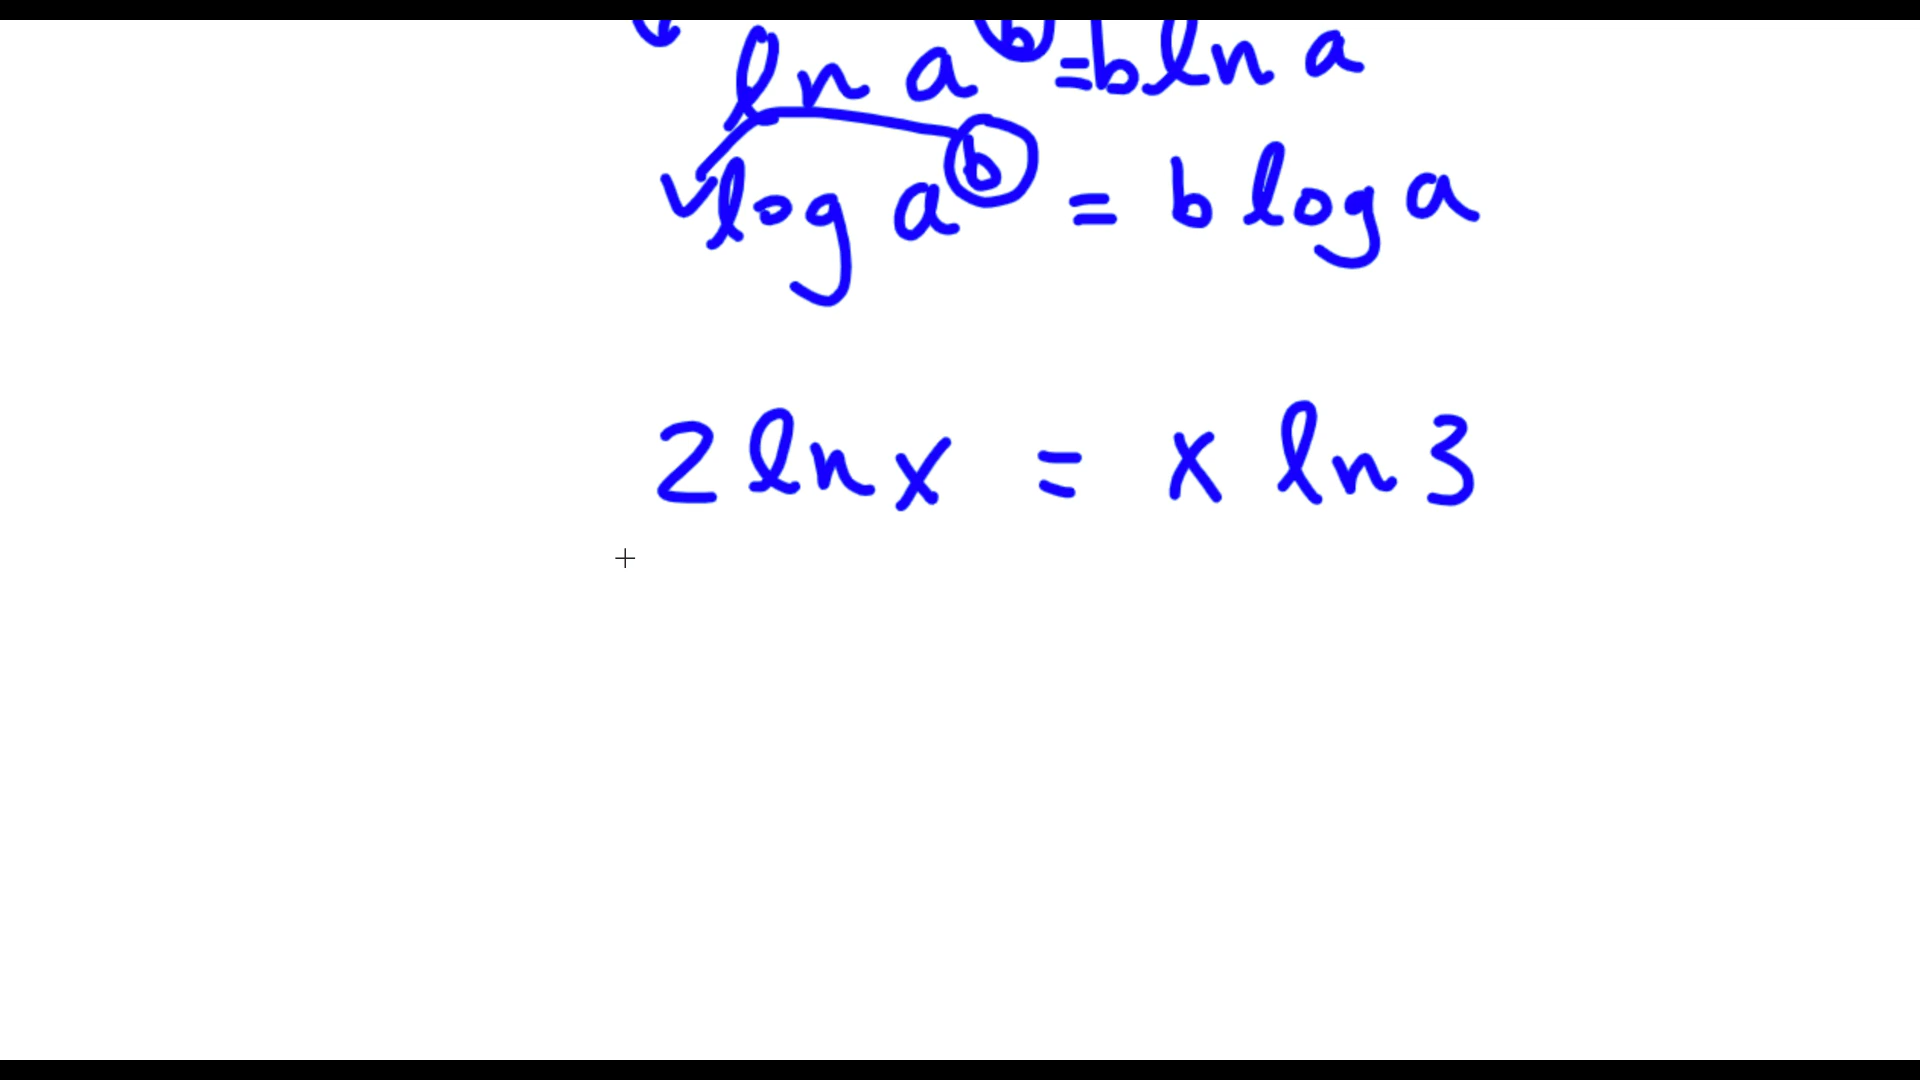 ln a^b = b ln a
log a^b = b log a
2 ln x = x ln 3